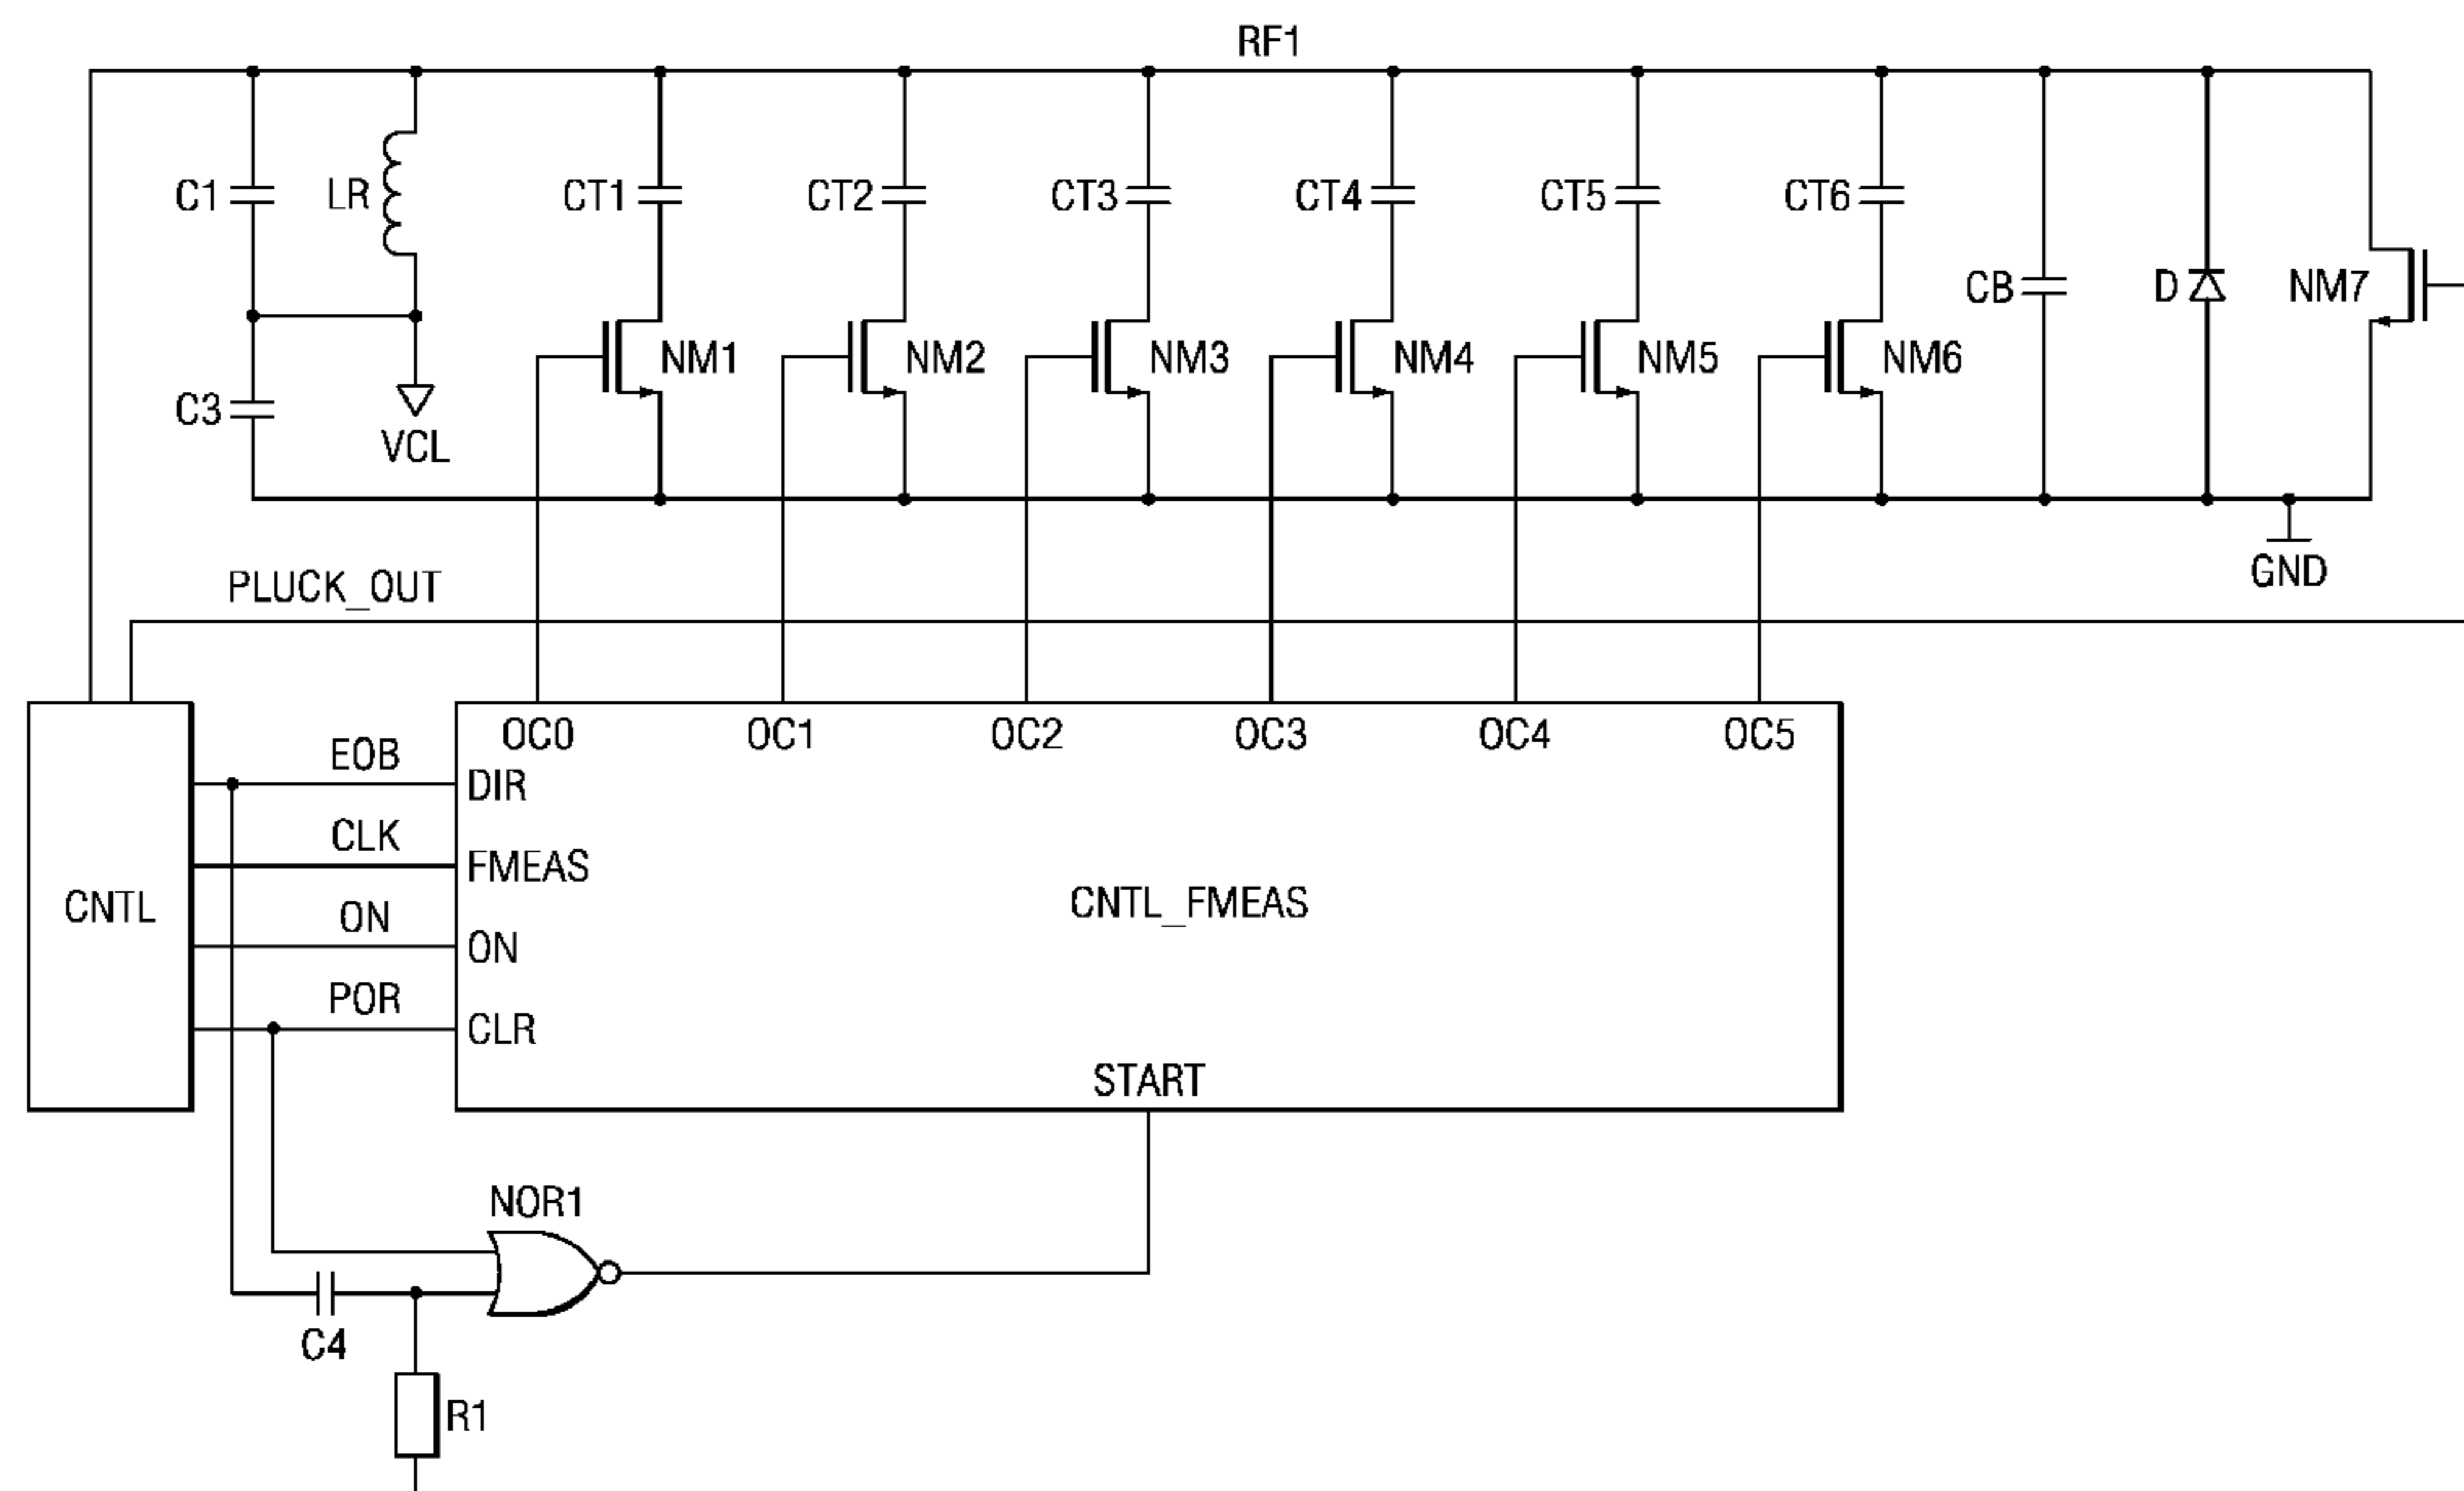 RF1
C1
LR
CT1
CT2
CT3
CT4
CT5
CT6
CB
D
NM7
NM1
NM2
NM3
NM4
NM5
NM6
C3
VCL
GND
PLUCK_OUT
OC0
OC1
OC2
OC3
OC4
OC5
EOB
DIR
CLK
FMEAS
CNTL
CNTL_FMEAS
ON
ON
POR
CLR
START
NOR1
C4
R1